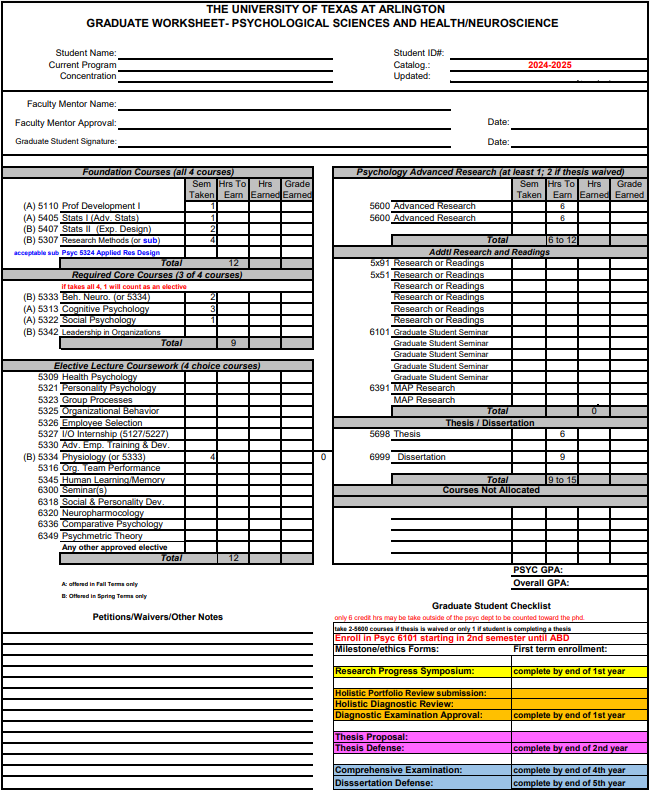 THE UNIVERSITY OF TEXAS AT ARLINGTON
GRADUATE WORKSHEET- PSYCHOLOGICAL SCIENCES AND HEALTH/NEUROSCIENCE
Student Name:
Student ID#:
Current Program
Catalog.: 2024-2025
Concentration
Updated:
Faculty Mentor Name:
Faculty Mentor Approval:
Date:
Graduate Student Signature:
Date:
Foundation Courses (all 4 courses)
Sem Taken Hrs To Earn Hrs Earned Grade Earned
(A) 5110 Prof Development I 1
(A) 5405 Stats I (Adv. Stats) 1
(B) 5407 Stats II (Exp. Design) 2
(B) 5307 Research Methods (or sub) 4
acceptable sub Psyc 5324 Applied Res Design
Total 12
Required Core Courses (3 of 4 courses)
if takes all 4, 1 will count as an elective
(B) 5333 Beh. Neuro. (or 5334) 2
(A) 5313 Cognitive Psychology 3
(A) 5322 Social Psychology 1
(B) 5342 Leadership in Organizations
Total 9
Elective Lecture Coursework (4 choice courses)
5309 Health Psychology
5321 Personality Psychology
5323 Group Processes
5325 Organizational Behavior
5326 Employee Selection
5327 I/O Internship (5127/5227)
5330 Adv. Emp. Training & Dev.
(B) 5334 Physiology (or 5333) 4 0
5316 Org. Team Performance
5345 Human Learning/Memory
6300 Seminar(s)
6318 Social & Personality Dev.
6320 Neuropharmocology
6336 Comparative Psychology
6349 Psychmetric Theory
Any other approved elective
Total 12
A: offered in Fall Terms only
B: Offered in Spring Terms only
Petitions/Waivers/Other Notes
Psychology Advanced Research (at least 1; 2 if thesis waived)
Sem Taken Hrs To Earn Hrs Earned Grade Earned
5600 Advanced Research 6
5600 Advanced Research 6
Total 6 to 12
Addtl Research and Readings
5x91 Research or Readings
5x51 Research or Readings
Research or Readings
Research or Readings
Research or Readings
Research or Readings
6101 Graduate Student Seminar
Graduate Student Seminar
Graduate Student Seminar
Graduate Student Seminar
Graduate Student Seminar
6391 MAP Research
MAP Research
Total 0
Thesis / Dissertation
5698 Thesis 6
6999 Dissertation 9
Total 9 to 15
Courses Not Allocated
PSYC GPA:
Overall GPA:
Graduate Student Checklist
only 6 credit hrs may be taken outside of the psyc dept to be counted toward the phd.
take 2-5600 courses if thesis is waived or only 1 if student is completing a thesis
Enroll in Psyc 6101 starting in 2nd semester until ABD
Milestone/ethics Forms: First term enrollment:
Research Progress Symposium: complete by end of 1st year
Holistic Portfolio Review submission:
Holistic Diagnostic Review:
Diagnostic Examination Approval: complete by end of 1st year
Thesis Proposal:
Thesis Defense: complete by end of 2nd year
Comprehensive Examination: complete by end of 4th year
Disssertation Defense: complete by end of 5th year